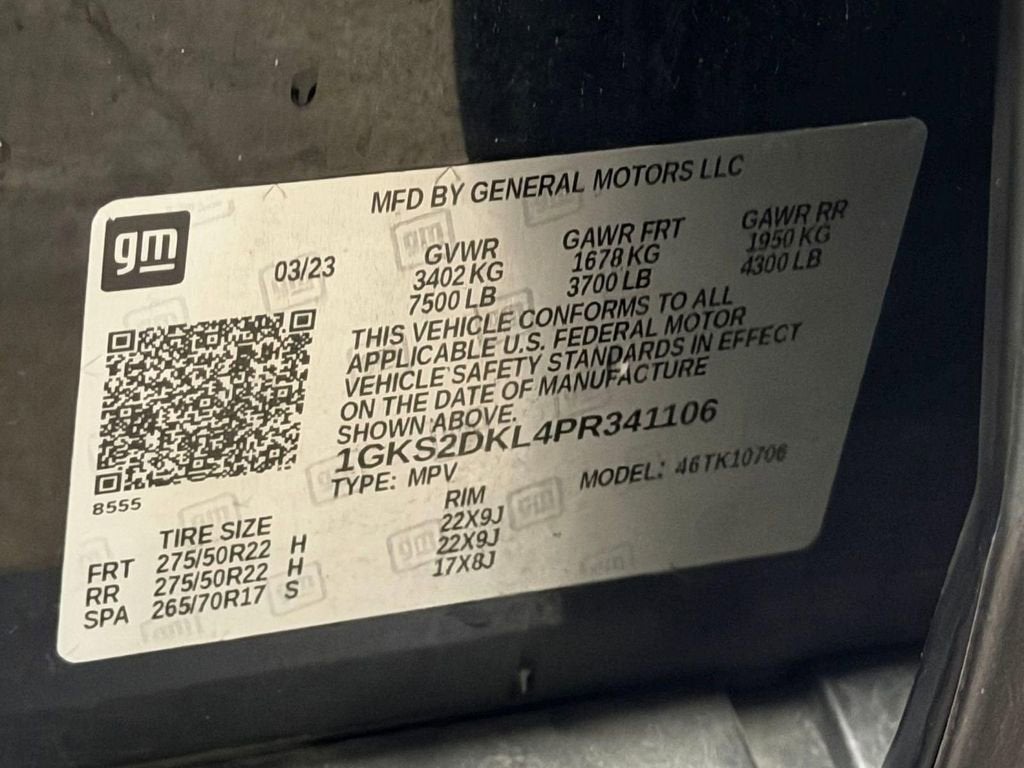 MFD BY GENERAL MOTORS LLC
gm
03/23
GVWR GAWR FRT GAWR RR
3402 KG 1678 KG 1950 KG
7500 LB 3700 LB 4300 LB
THIS VEHICLE CONFORMS TO ALL
APPLICABLE U.S. FEDERAL MOTOR
VEHICLE SAFETY STANDARDS IN EFFECT
ON THE DATE OF MANUFACTURE
SHOWN ABOVE.
1GKS2DKL4PR341106
TYPE: MPV MODEL: 46TK10706
8555
TIRE SIZE RIM
FRT 275/50R22 H 22X9J
RR 275/50R22 H 22X9J
SPA 265/70R17 S 17X8J